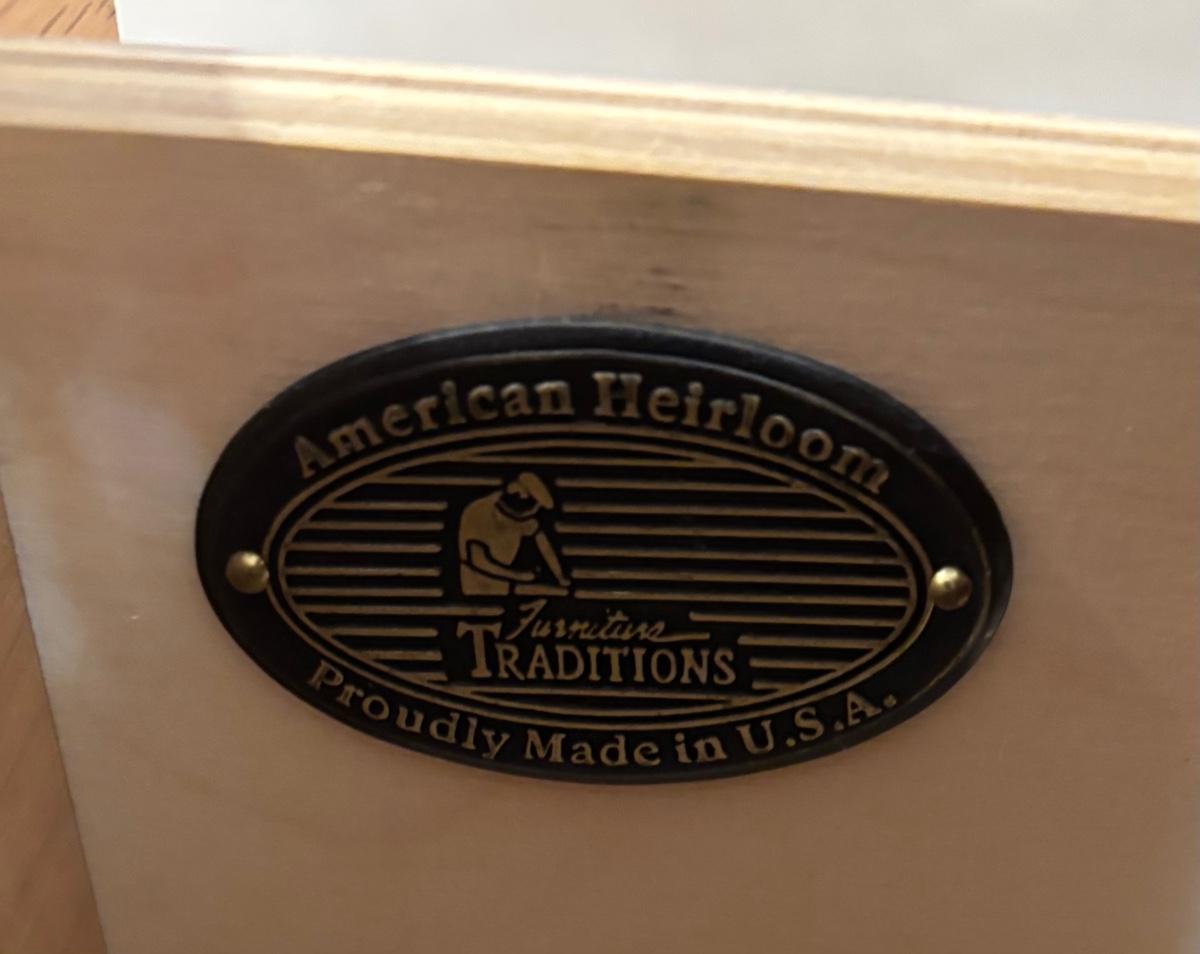 American Heirloom
Furniture
TRADITIONS
Proudly Made in U.S.A.